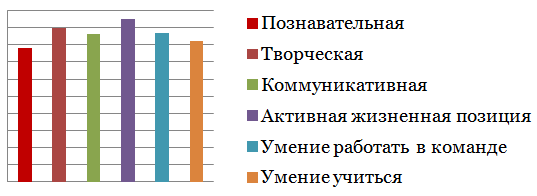 Познавательная
Творческая
Коммуникативная
Активная жизненная позиция
Умение работать в команде
Умение учиться